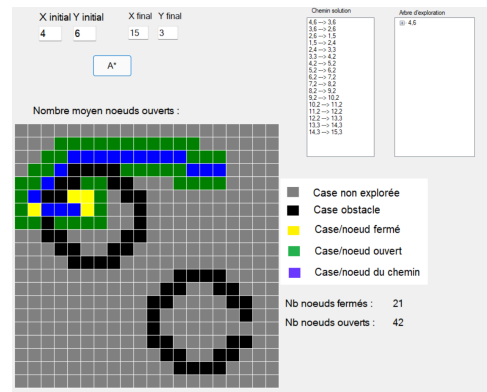 X initial Y initial
X final Y final
4 6
15 3
A*
Nombre moyen noeuds ouverts :
Chemin solution
4,6 --> 3,6
3,6 --> 2,6
2,6 --> 1,5
1,5 --> 2,4
2,4 --> 3,3
3,3 --> 4,2
4,2 --> 5,2
5,2 --> 6,2
6,2 --> 7,2
7,2 --> 8,2
8,2 --> 9,2
9,2 --> 10,2
10,2 --> 11,2
11,2 --> 12,2
12,2 --> 13,3
13,3 --> 14,3
14,3 --> 15,3
Arbre d'exploration
4,6
Case non explorée
Case obstacle
Case/noeud fermé
Case/noeud ouvert
Case/noeud du chemin
Nb noeuds fermés : 21
Nb noeuds ouverts : 42